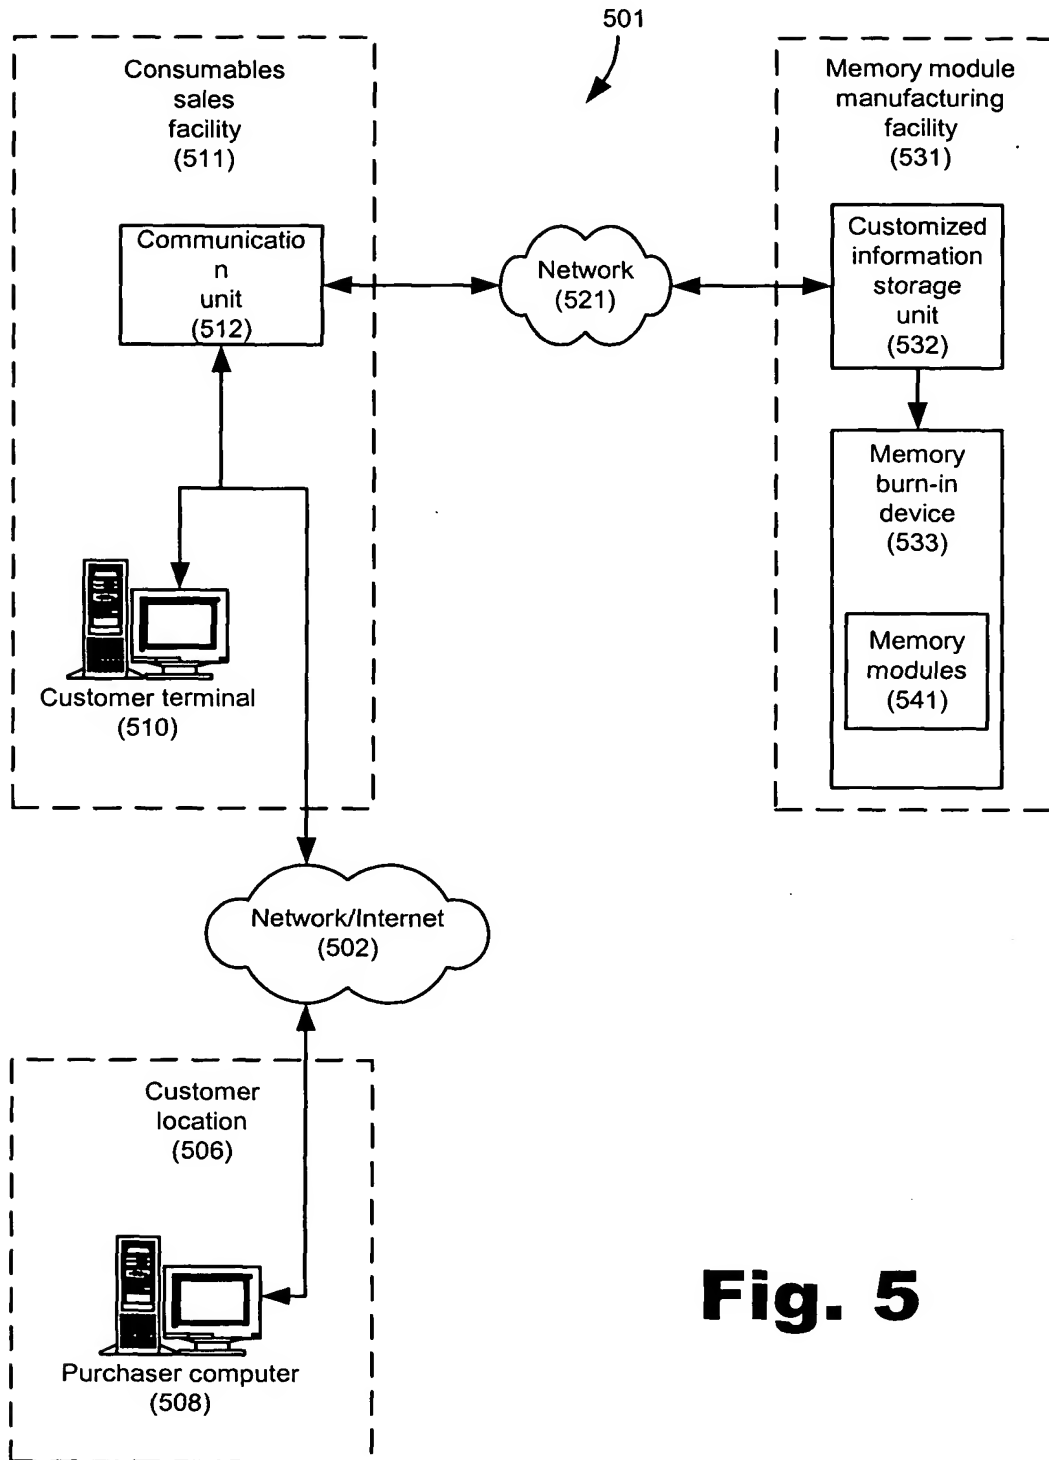 501
Consumables
sales
facility
(511)
Memory module
manufacturing
facility
(531)
Communicatio
n
unit
(512)
Network
(521)
Customized
information
storage
unit
(532)
Memory
burn-in
device
(533)
Memory
modules
(541)
Customer terminal
(510)
Network/Internet
(502)
Customer
location
(506)
Purchaser computer
(508)
Fig. 5